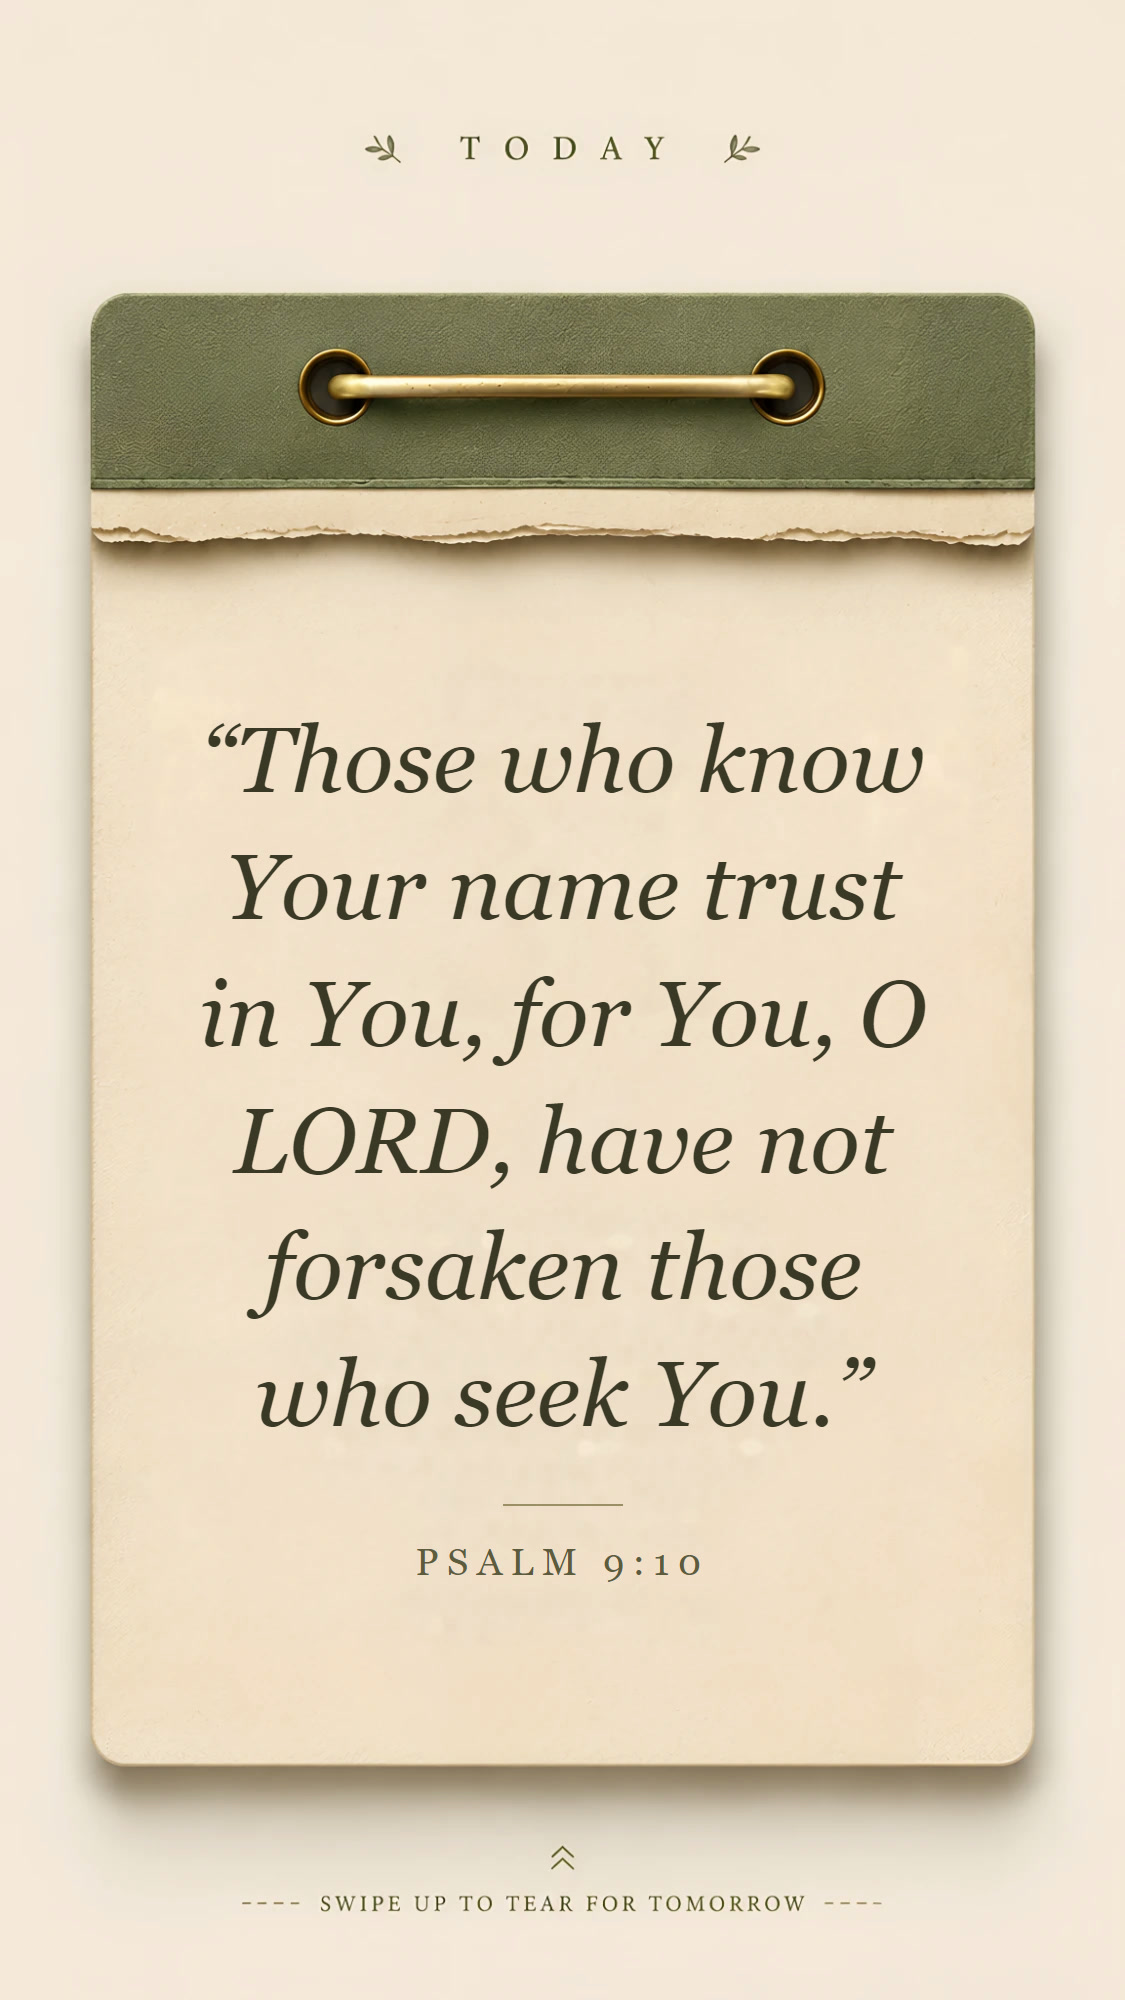 TODAY
“Those who know
Your name trust
in You, for You, O
LORD, have not
forsaken those
who seek You.”
PSALM 9:10
SWIPE UP TO TEAR FOR TOMORROW